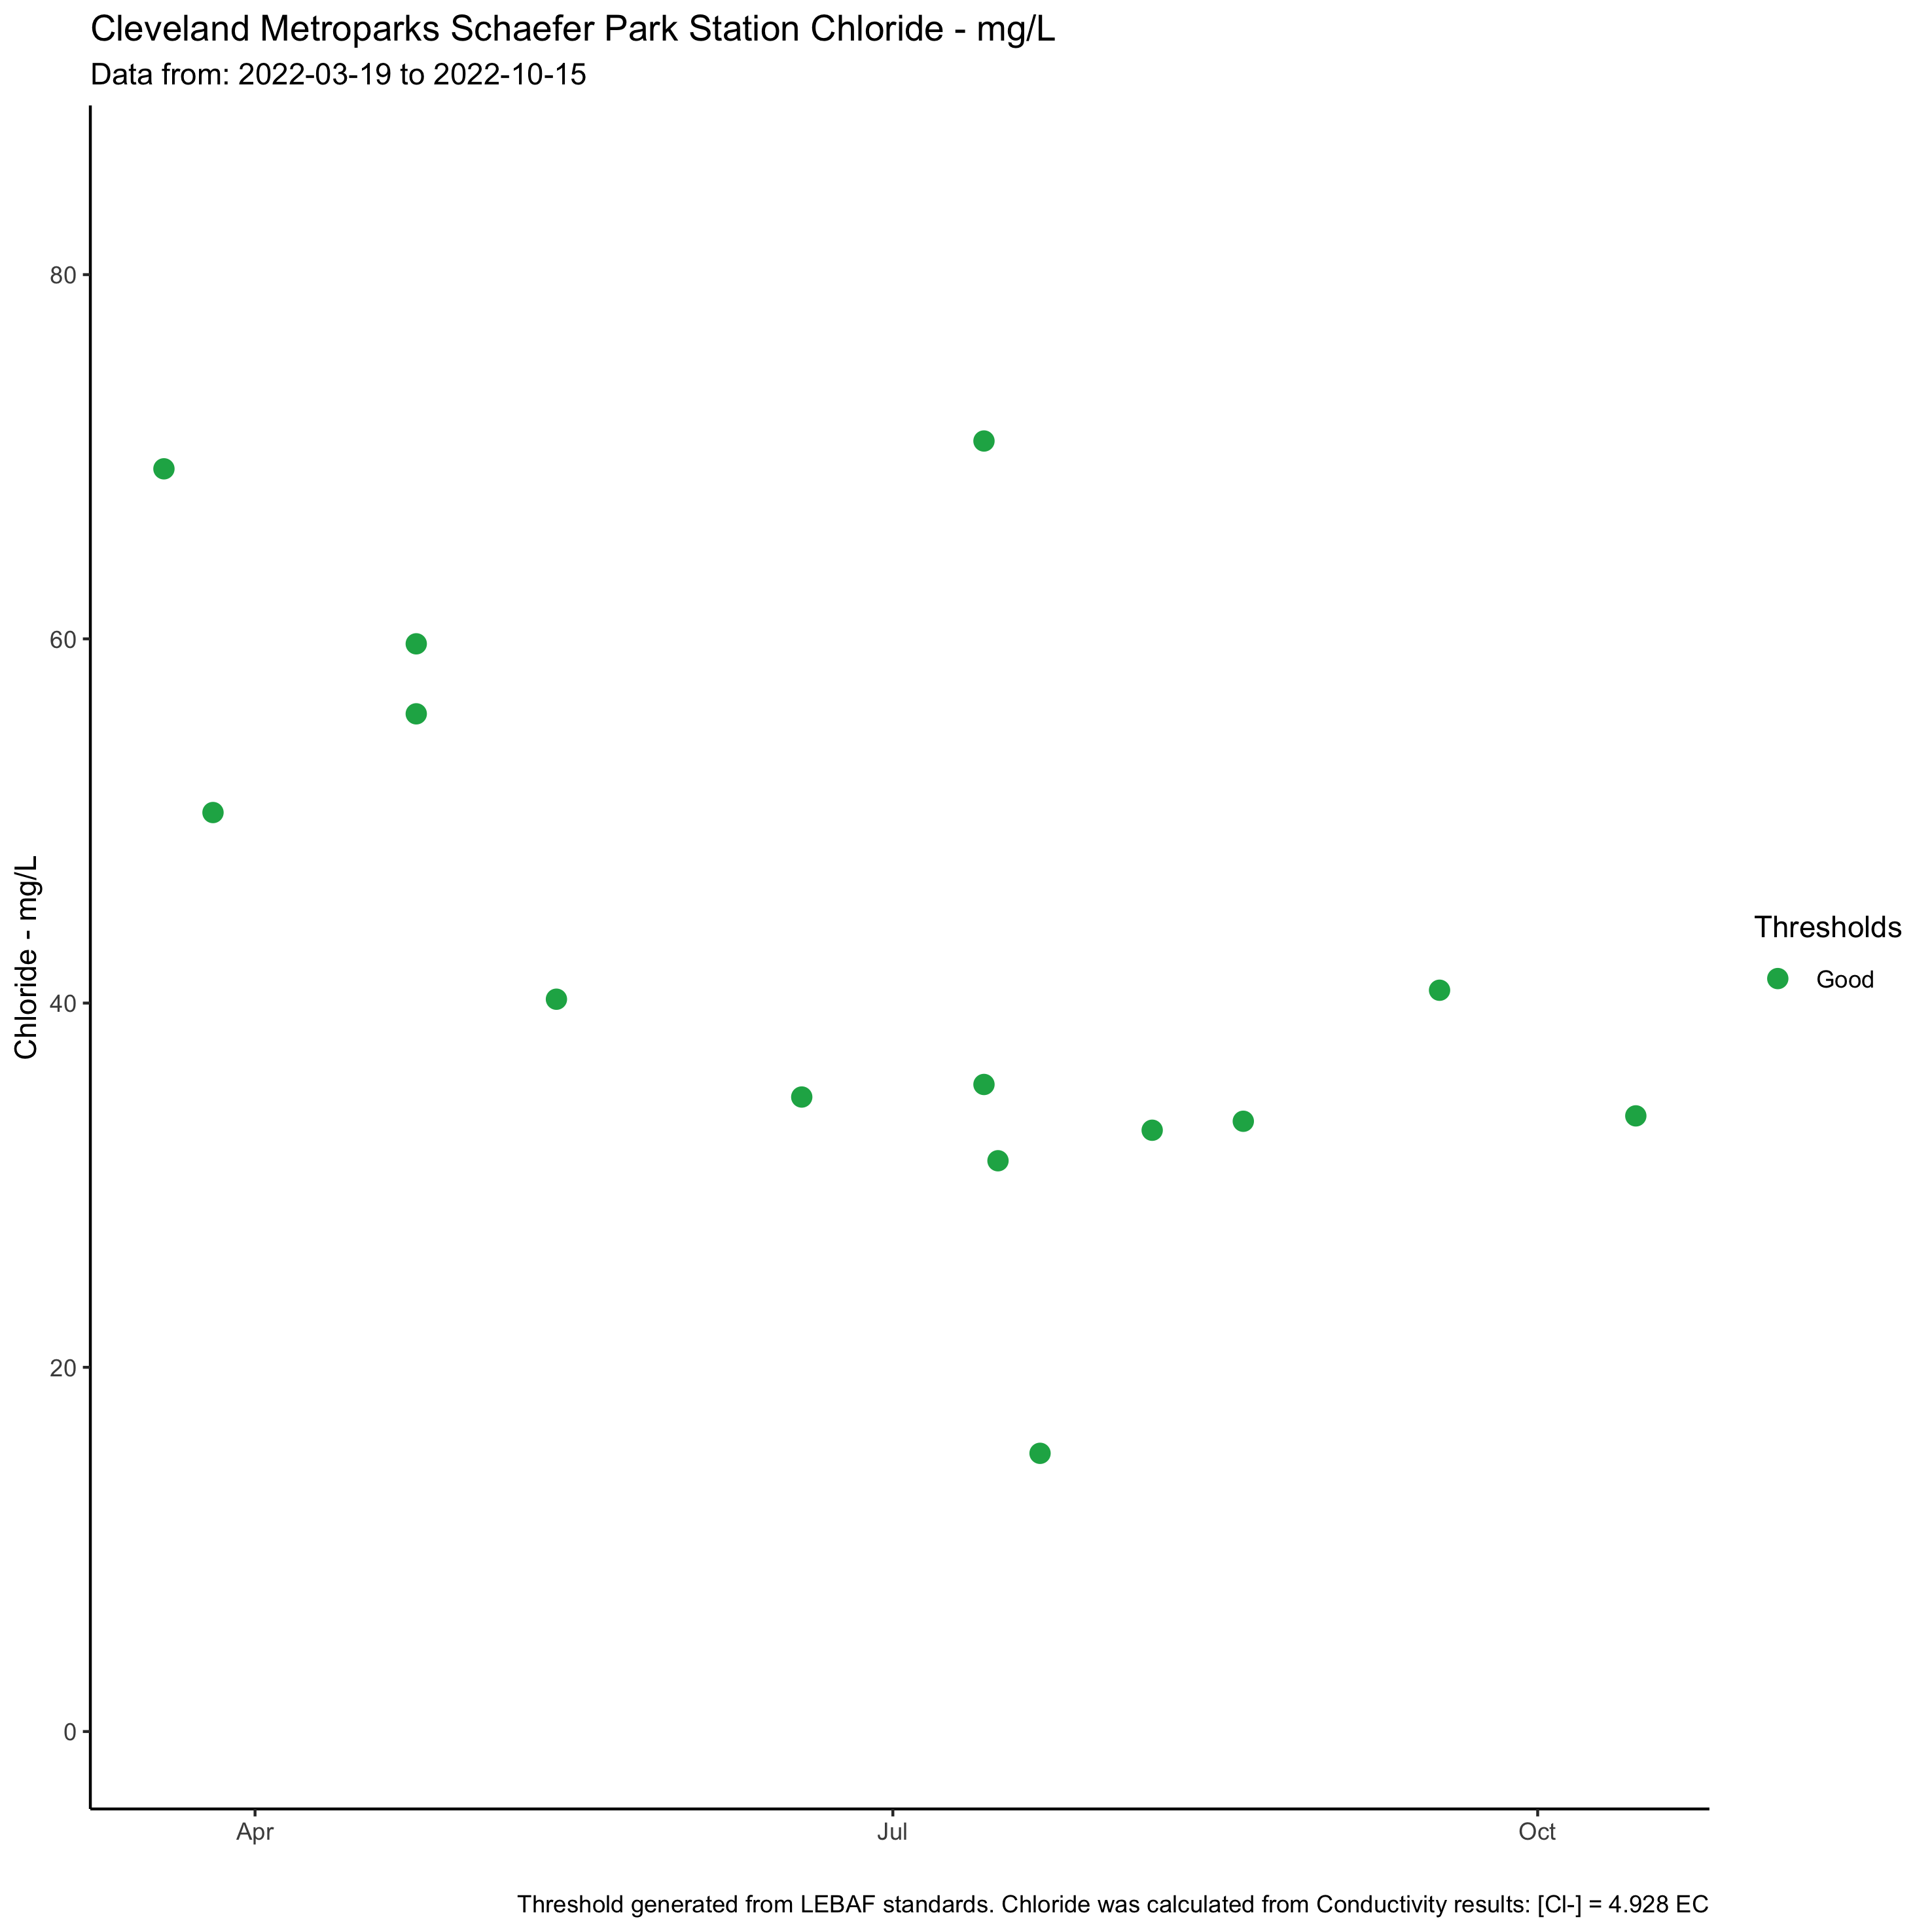 Cleveland Metroparks Schaefer Park Station Chloride - mg/L
Data from: 2022-03-19 to 2022-10-15
Chloride - mg/L
80
60
40
20
0
Apr
Jul
Oct
Thresholds
Good
Threshold generated from LEBAF standards. Chloride was calculated from Conductivity results: [Cl-] = 4.928 EC